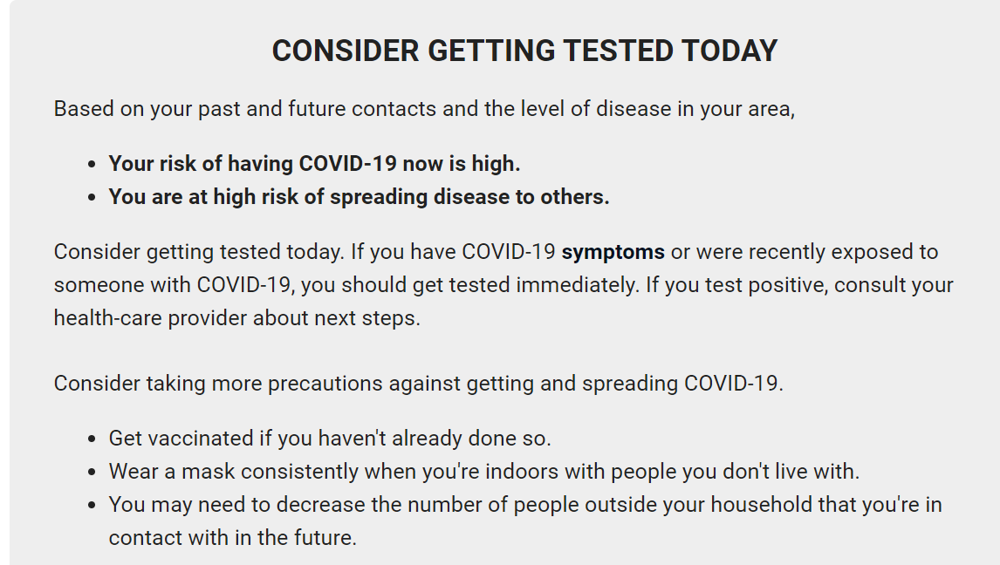 CONSIDER GETTING TESTED TODAY
Based on your past and future contacts and the level of disease in your area,
• Your risk of having COVID-19 now is high.
• You are at high risk of spreading disease to others.
Consider getting tested today. If you have COVID-19 symptoms or were recently exposed to
someone with COVID-19, you should get tested immediately. If you test positive, consult your
health-care provider about next steps.
Consider taking more precautions against getting and spreading COVID-19.
• Get vaccinated if you haven't already done so.
• Wear a mask consistently when you're indoors with people you don't live with.
• You may need to decrease the number of people outside your household that you're in
contact with in the future.